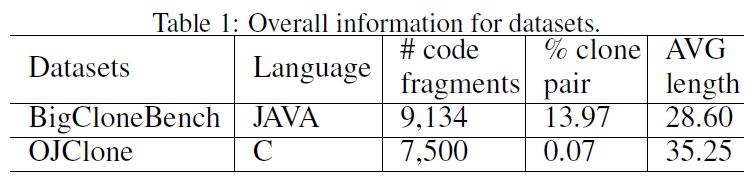 Table 1: Overall information for datasets.
Datasets Language # code fragments % clone pair AVG length
BigCloneBench JAVA 9,134 13.97 28.60
OJClone C 7,500 0.07 35.25